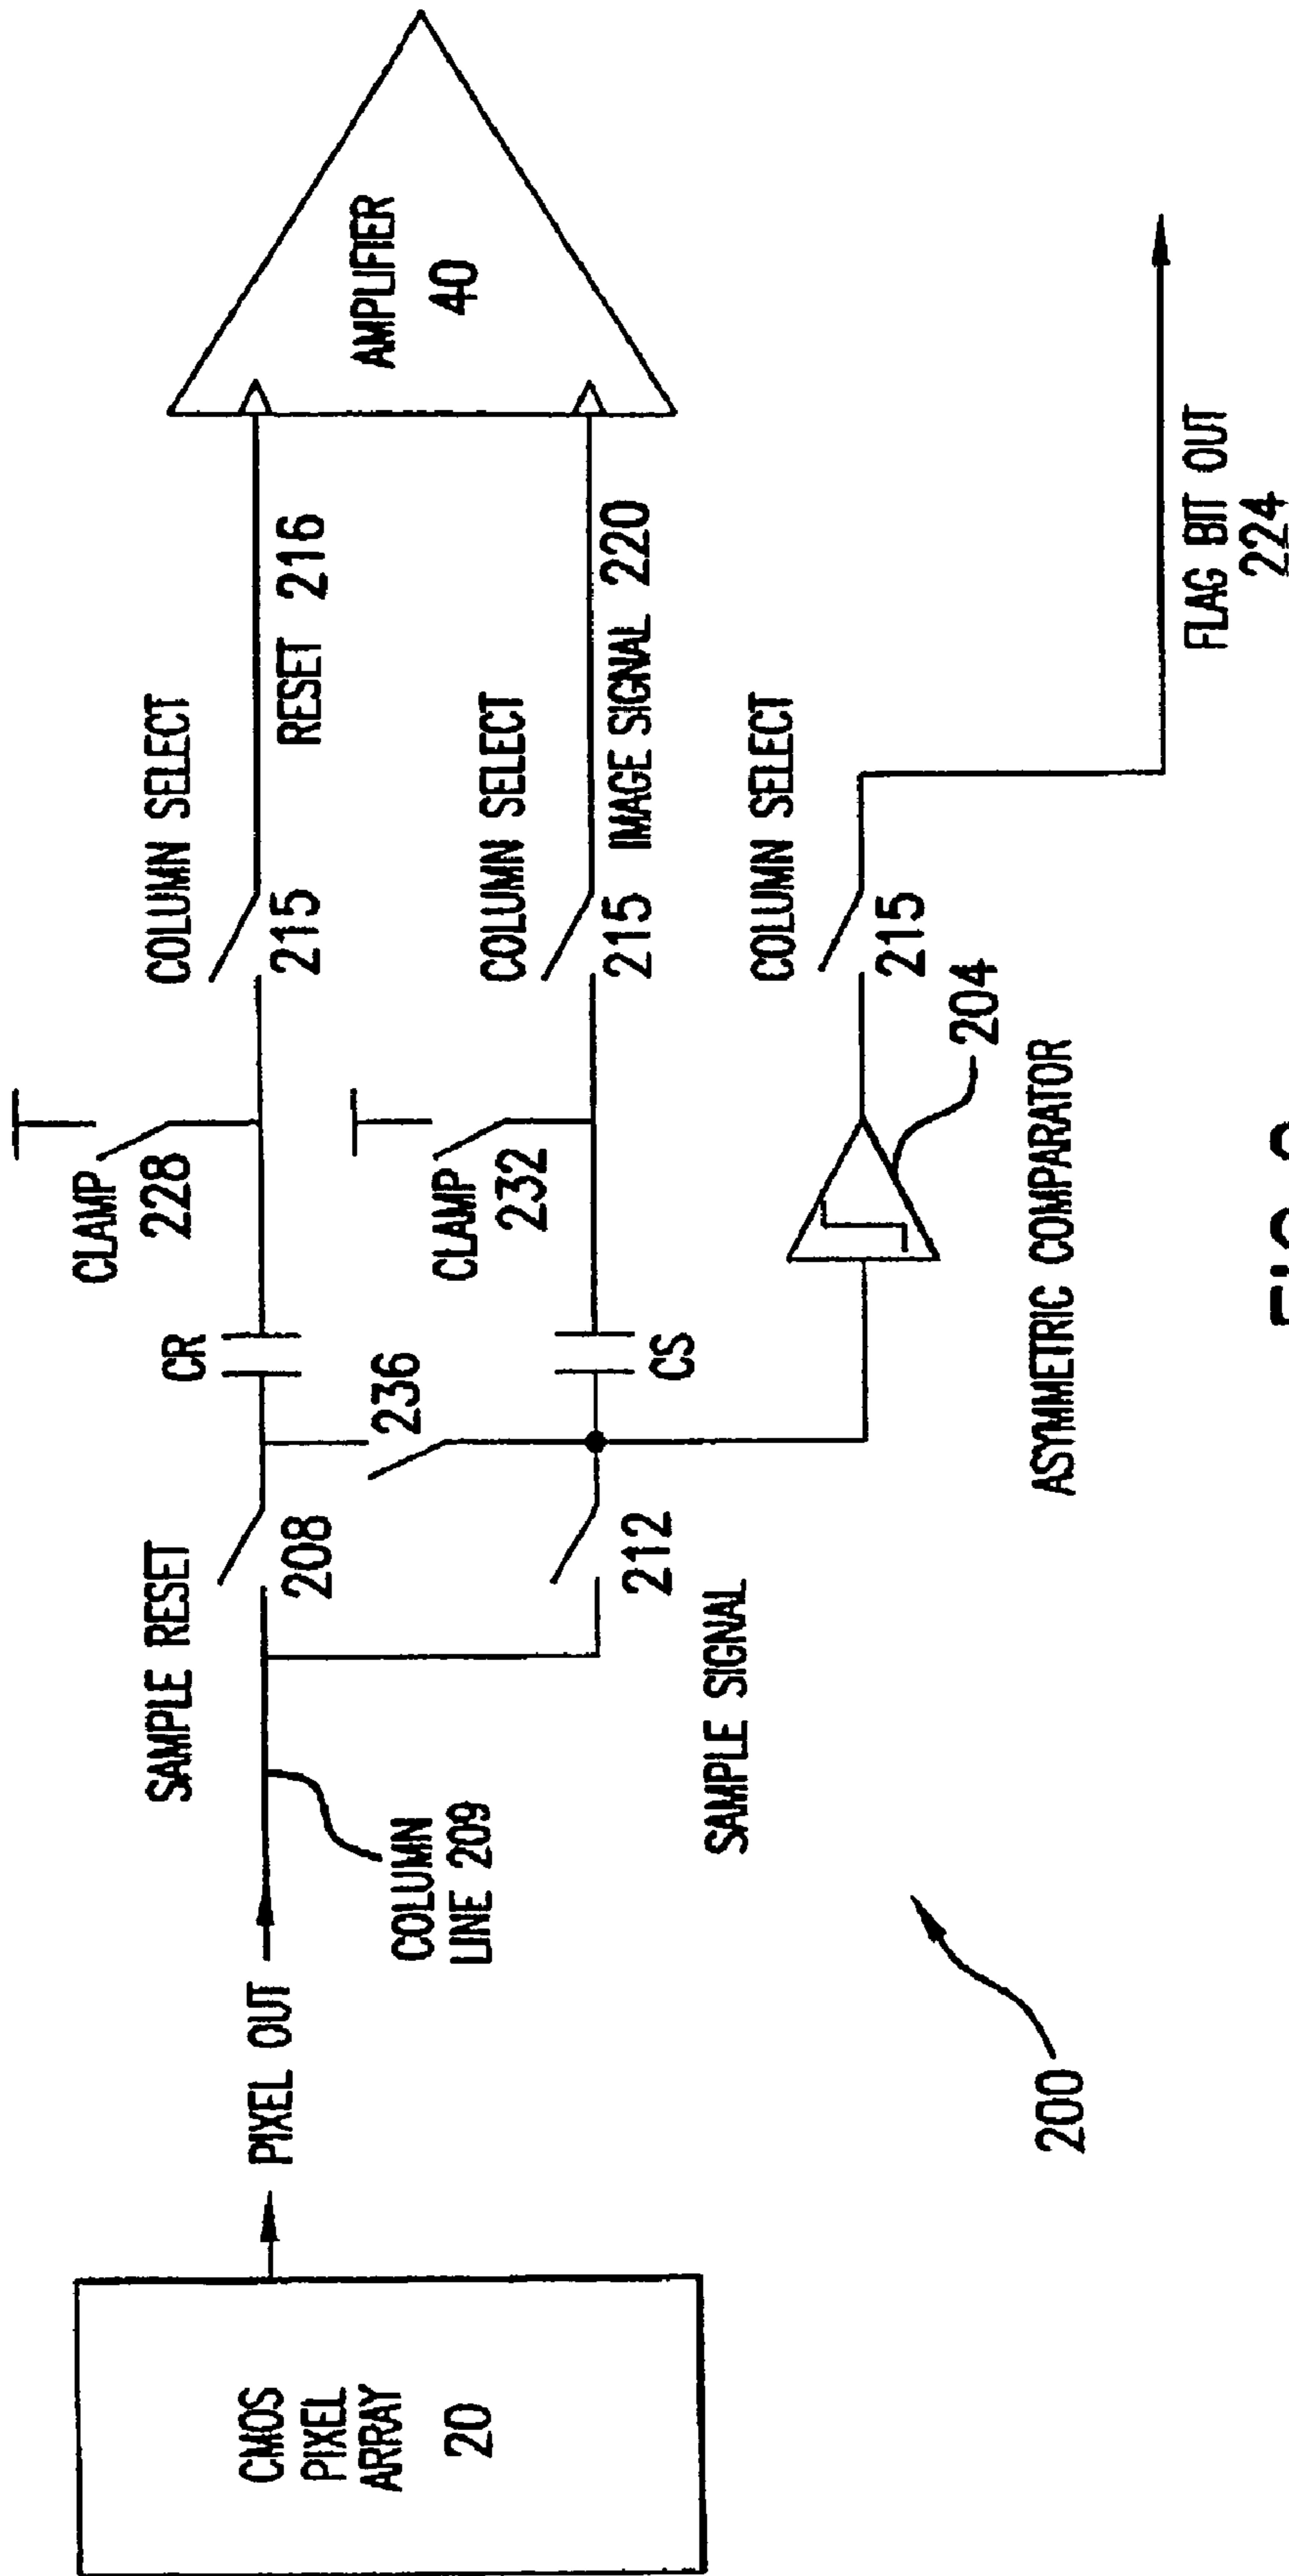 CMOS
PIXEL
ARRAY
20
PIXEL OUT
COLUMN
LINE 209
SAMPLE RESET
208
SAMPLE SIGNAL
212
236
CR
CS
CLAMP
228
CLAMP
232
COLUMN SELECT
215
COLUMN SELECT
215
COLUMN SELECT
215
RESET 216
IMAGE SIGNAL 220
AMPLIFIER
40
204
ASYMMETRIC COMPARATOR
FLAG BIT OUT
224
200